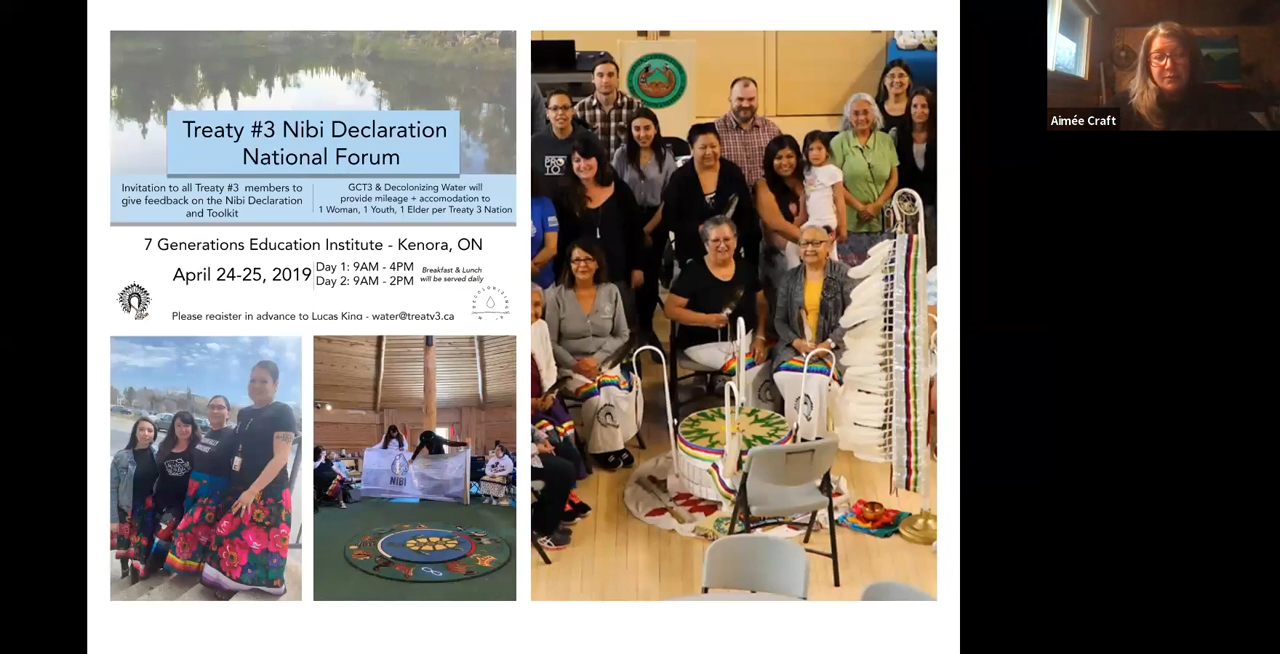 Treaty #3 Nibi Declaration
National Forum
Invitation to all Treaty #3 members to
give feedback on the Nibi Declaration
and Toolkit
GCT3 & Decolonizing Water will
provide mileage + accomodation to
1 Woman, 1 Youth, 1 Elder per Treaty 3 Nation
7 Generations Education Institute - Kenora, ON
April 24-25, 2019
Day 1: 9AM - 4PM
Day 2: 9AM - 2PM
Breakfast & Lunch
will be served daily
Please register in advance to Lucas King - water@treaty3.ca
NIBI
Aimée Craft